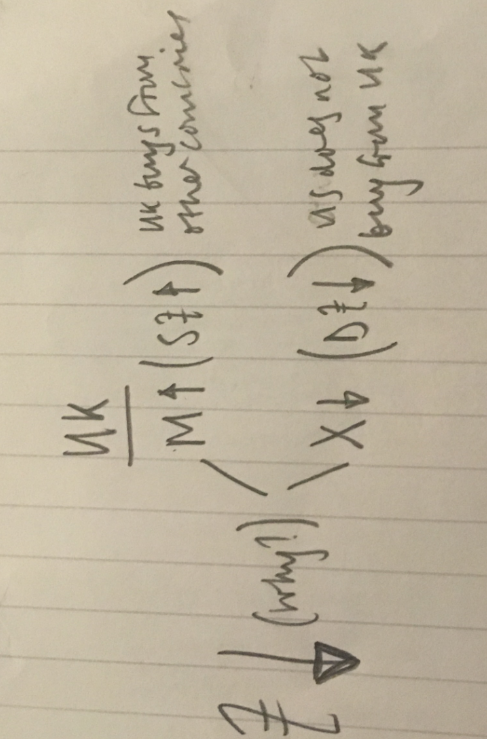 UK
M↑ (S£↑) UK buys from
other countries
£ ↓ (why?)
X↓ (D£↓) US does not
buy from UK